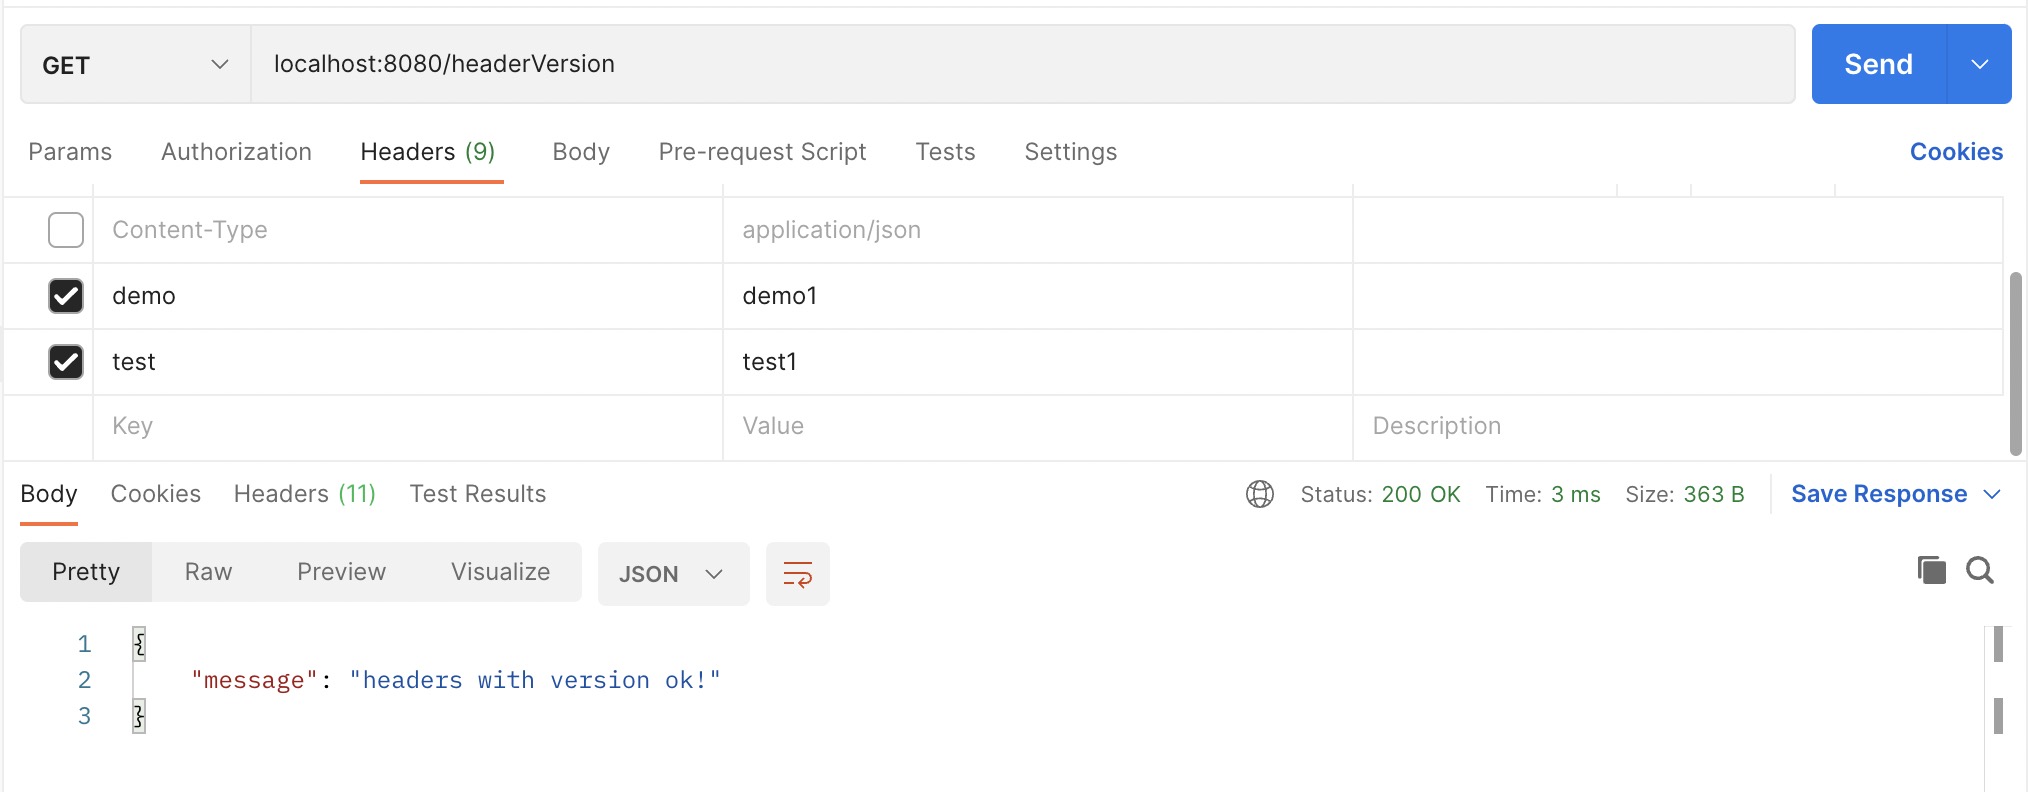 GET localhost:8080/headerVersion Send
Params Authorization Headers (9) Body Pre-request Script Tests Settings Cookies
Content-Type application/json
demo demo1
test test1
Key Value Description
Body Cookies Headers (11) Test Results Status: 200 OK Time: 3 ms Size: 363 B Save Response
Pretty Raw Preview Visualize JSON
1 {
2 "message": "headers with version ok!"
3 }